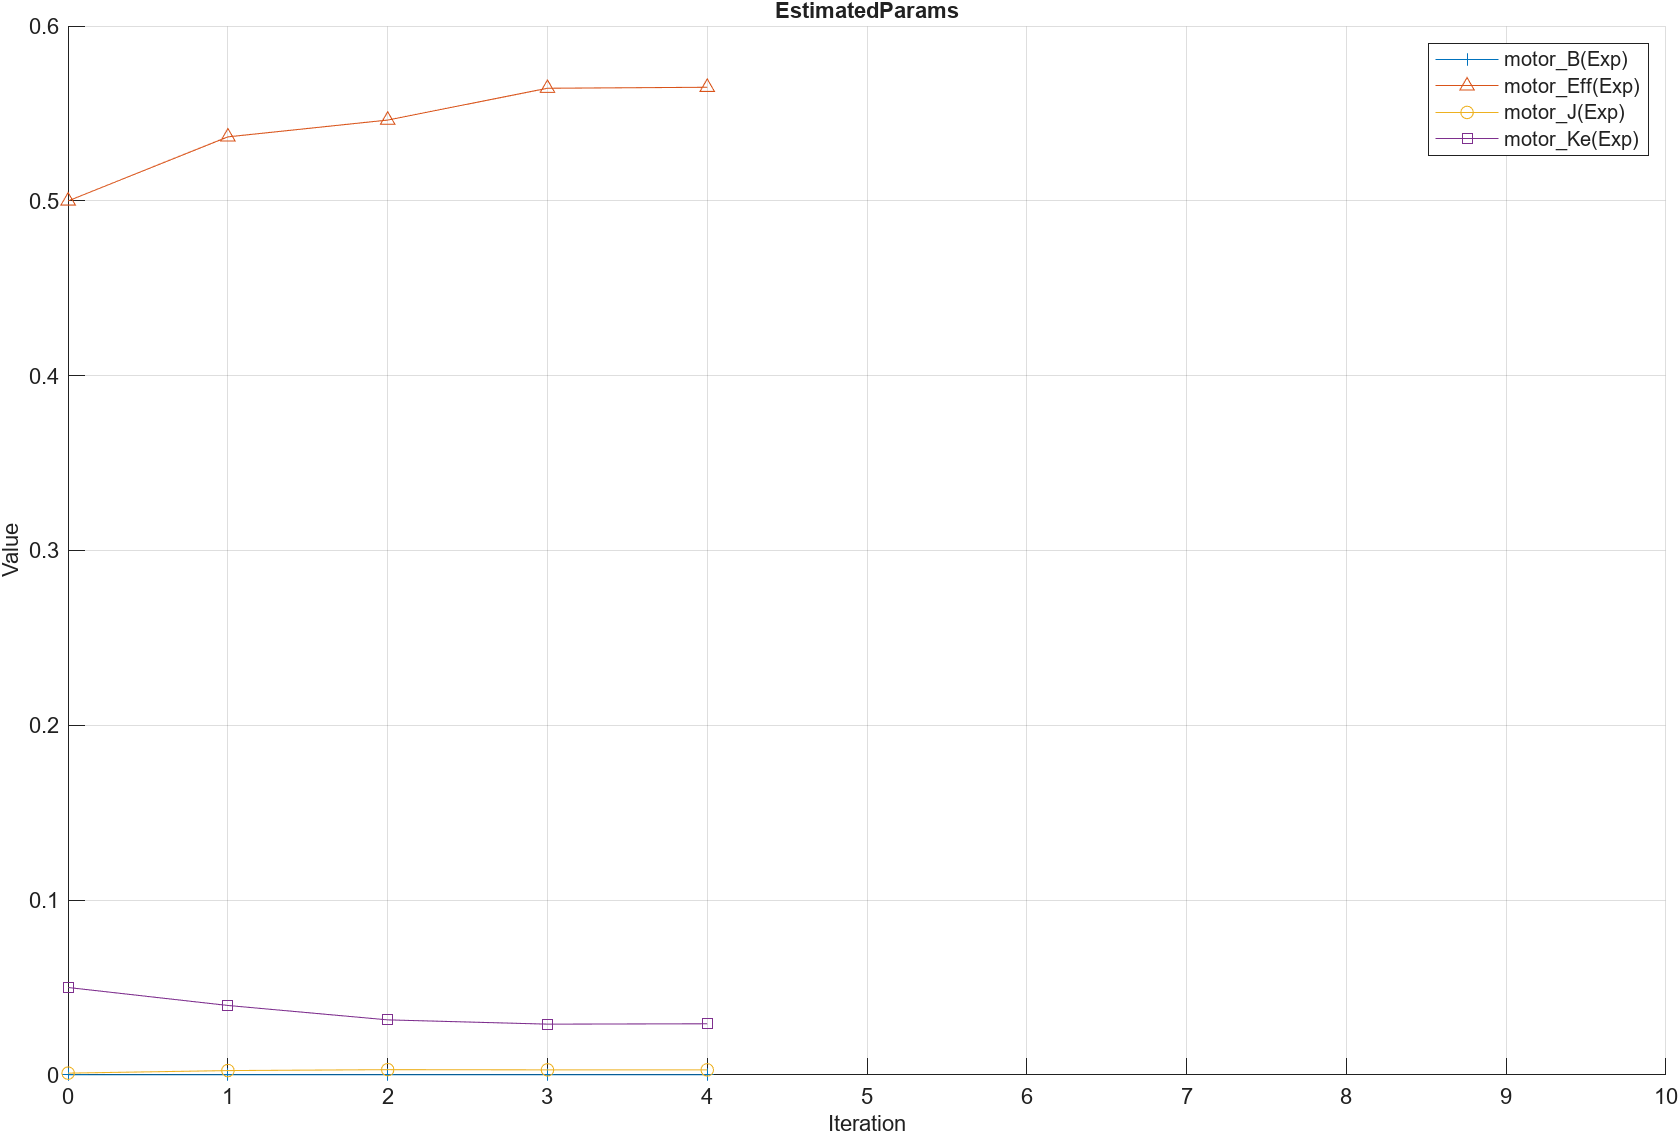 EstimatedParams
0.6
0.5
0.4
0.3
0.2
0.1
0
Value
motor_B(Exp)
motor_Eff(Exp)
motor_J(Exp)
motor_Ke(Exp)
0 1 2 3 4 5 6 7 8 9 10
Iteration